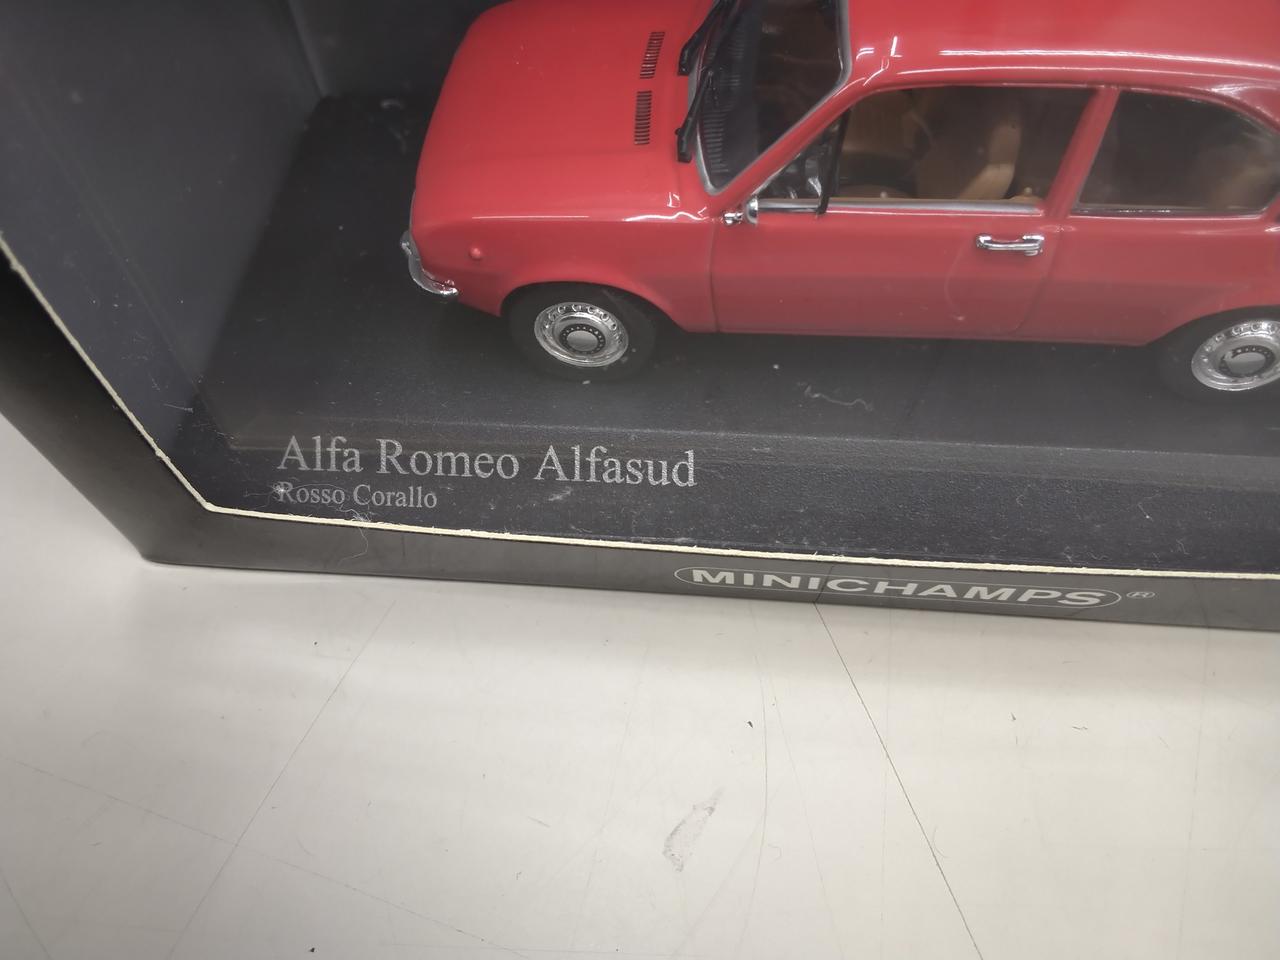 Alfa Romeo Alfasud
Rosso Corallo
MINICHAMPS®